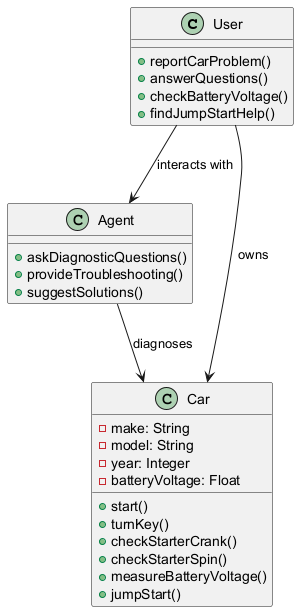 C User
reportCarProblem()
answerQuestions()
checkBatteryVoltage()
findJumpStartHelp()
interacts with
C Agent
askDiagnosticQuestions()
provideTroubleshooting()
suggestSolutions()
owns
diagnoses
C Car
make: String
model: String
year: Integer
batteryVoltage: Float
start()
turnKey()
checkStarterCrank()
checkStarterSpin()
measureBatteryVoltage()
jumpStart()